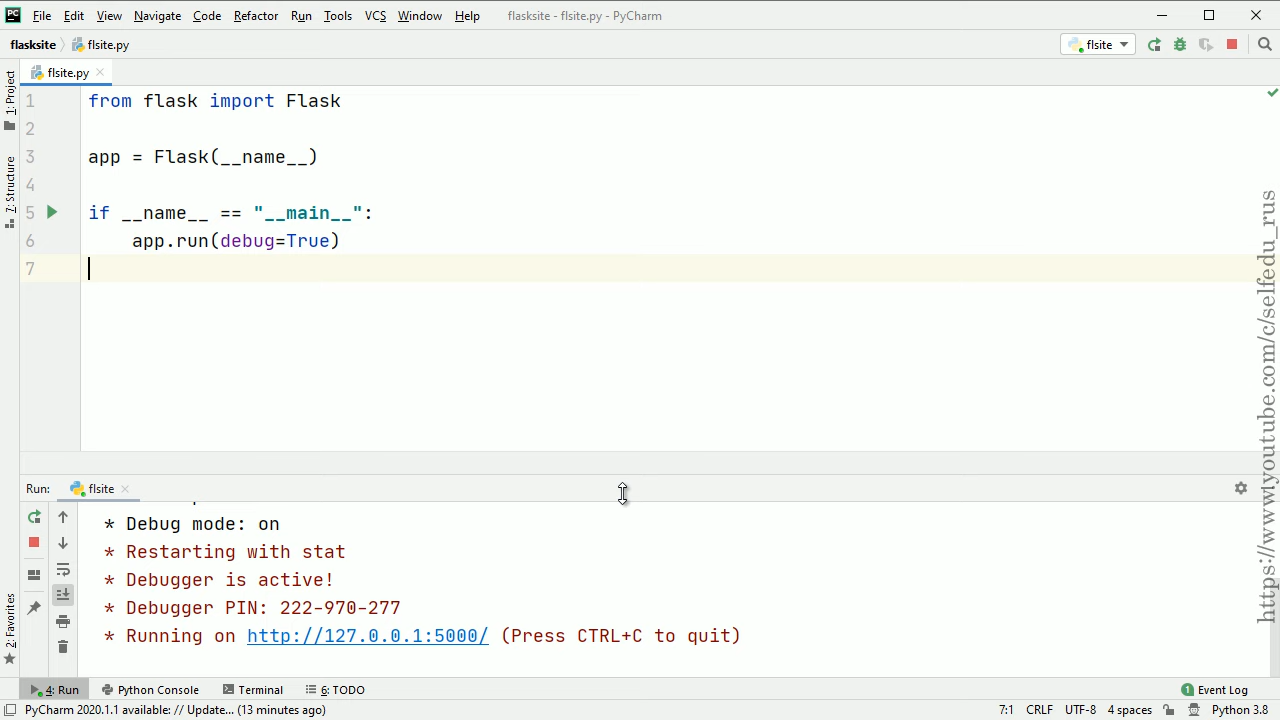 File Edit View Navigate Code Refactor Run Tools VCS Window Help flasksite - flsite.py - PyCharm
flasksite flsite.py flsite
flsite.py
1: Project
7: Structure
2: Favorites
1 from flask import Flask
2
3 app = Flask(__name__)
4
5 if __name__ == "__main__":
6 app.run(debug=True)
7
https://www.youtube.com/c/selfedu_rus
Run: flsite
* Debug mode: on
* Restarting with stat
* Debugger is active!
* Debugger PIN: 222-970-277
* Running on http://127.0.0.1:5000/ (Press CTRL+C to quit)
4: Run Python Console Terminal 6: TODO 1 Event Log
PyCharm 2020.1.1 available: // Update... (13 minutes ago) 7:1 CRLF UTF-8 4 spaces Python 3.8